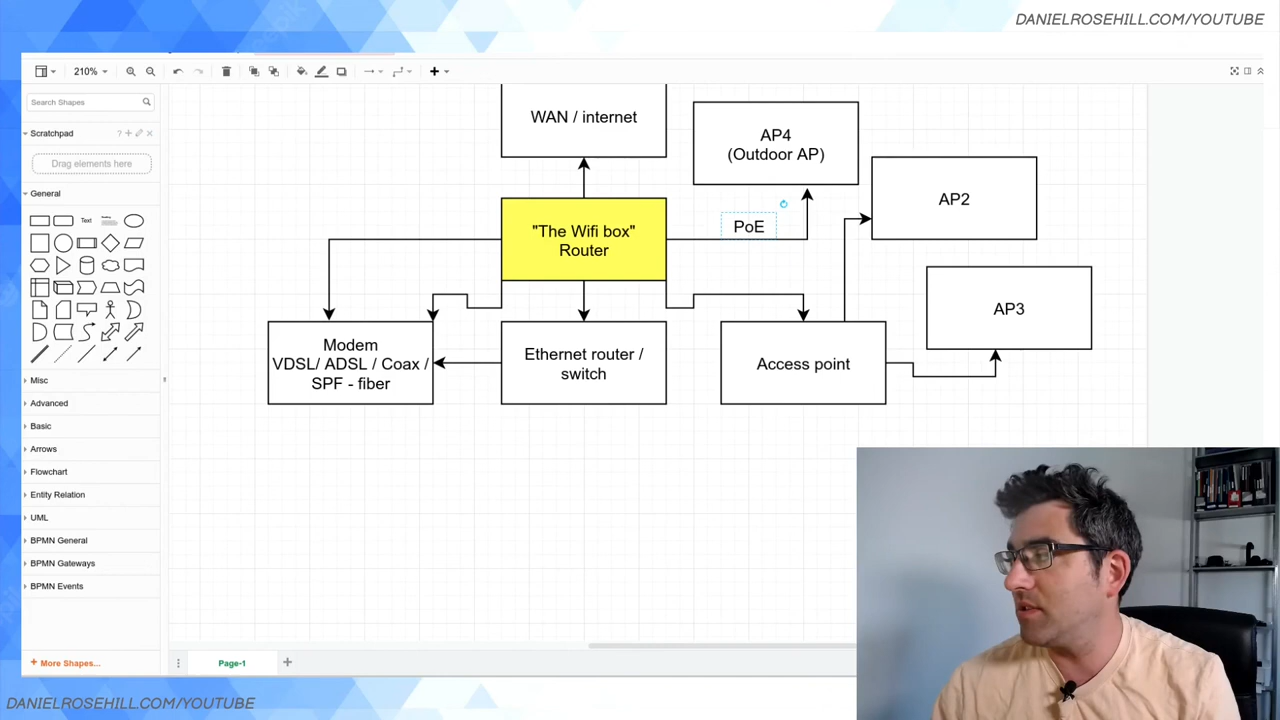 DANIELROSEHILL.COM/YOUTUBE
210%
Search Shapes
Scratchpad
?
Drag elements here
General
Text
Misc
Advanced
Basic
Arrows
Flowchart
Entity Relation
UML
BPMN General
BPMN Gateways
BPMN Events
+ More Shapes...
WAN / internet
AP4
(Outdoor AP)
AP2
PoE
"The Wifi box"
Router
AP3
Modem
VDSL/ ADSL / Coax /
SPF - fiber
Ethernet router /
switch
Access point
Page-1
DANIELROSEHILL.COM/YOUTUBE